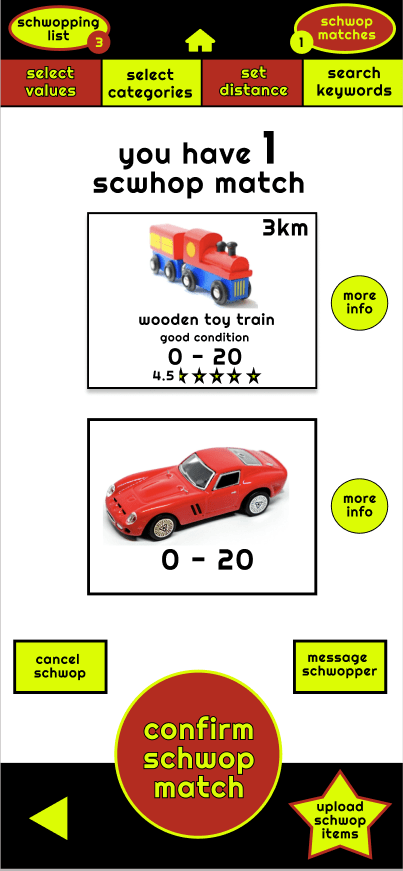 schwopping
list
3
1
schwop
matches
select
values
select
categories
set
distance
search
keywords
you have 1
scwhop match
3km
wooden toy train
good condition
0 - 20
4.5
more
info
0 - 20
more
info
cancel
schwop
message
schwopper
confirm
schwop
match
upload
schwop
items